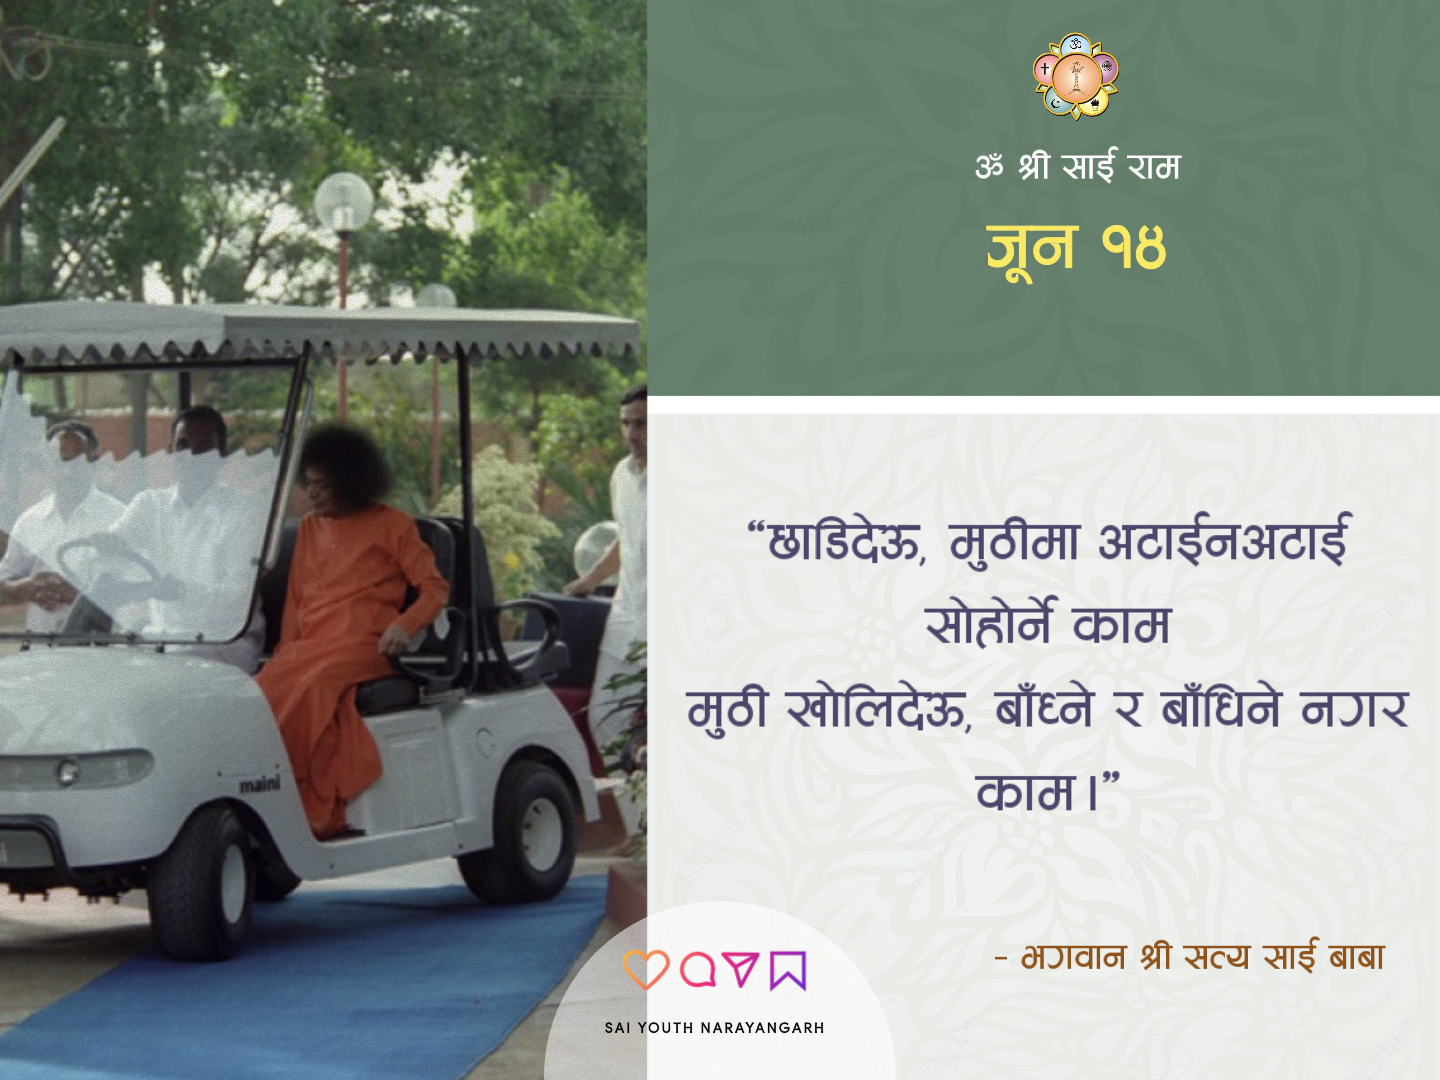 ॐ श्री साई राम
जून १४
“छाडिदेऊ, मुठीमा अटाईनअटाई
सोहोर्ने काम
मुठी खोलिदेऊ, बाँध्ने र बाँधिने नगर
काम।”
- भगवान श्री सत्य साई बाबा
maini
SAI YOUTH NARAYANGARH